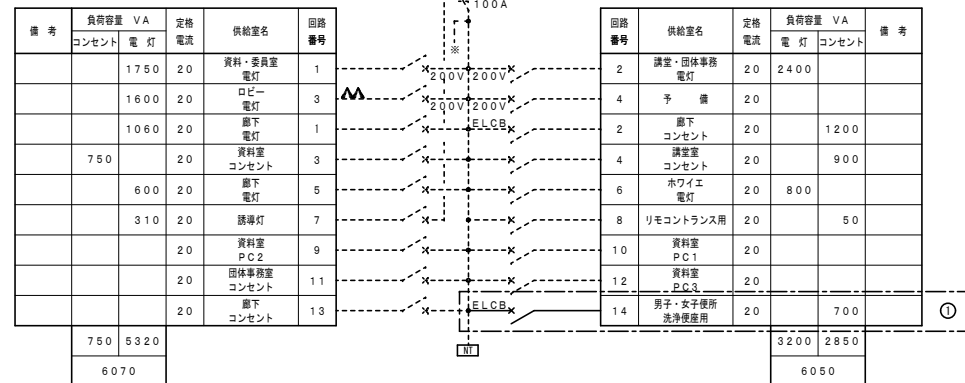 100A
備 考 負荷容量 VA 定格電流 供給室名 回路番号
コンセント 電 灯
1750 20 資料・委員室 電灯 1
1600 20 ロビー 電灯 3
1060 20 廊下 電灯 1
750 20 資料室 コンセント 3
600 20 廊下 電灯 5
310 20 誘導灯 7
20 資料室 PC2 9
20 団体事務室 コンセント 11
20 廊下 コンセント 13
750 5320
6070
※
200V 200V
200V 200V
ELCB
ELCB
NT
回路番号 供給室名 定格電流 負荷容量 VA 備 考
電 灯 コンセント
2 講堂・団体事務 電灯 20 2400
4 予 備 20
2 廊下 コンセント 20 1200
4 講堂室 コンセント 20 900
6 ホワイエ 電灯 20 800
8 リモコントランス用 20 50
10 資料室 PC1 20
12 資料室 PC3 20
14 男子・女子便所 洗浄便座用 20 700
①
3200 2850
6050